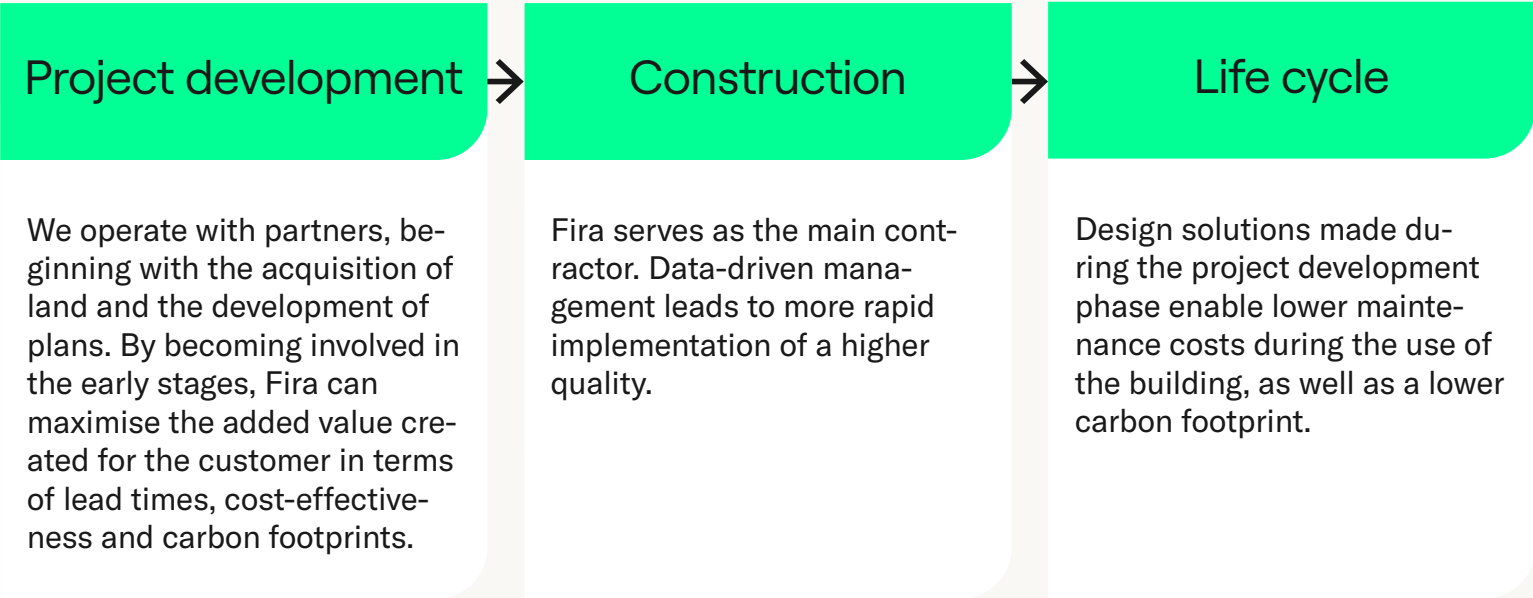 Project development
We operate with partners, be-
ginning with the acquisition of
land and the development of
plans. By becoming involved in
the early stages, Fira can
maximise the added value cre-
ated for the customer in terms
of lead times, cost-effective-
ness and carbon footprints.
Construction
Fira serves as the main cont-
ractor. Data-driven mana-
gement leads to more rapid
implementation of a higher
quality.
Life cycle
Design solutions made du-
ring the project development
phase enable lower mainte-
nance costs during the use of
the building, as well as a lower
carbon footprint.